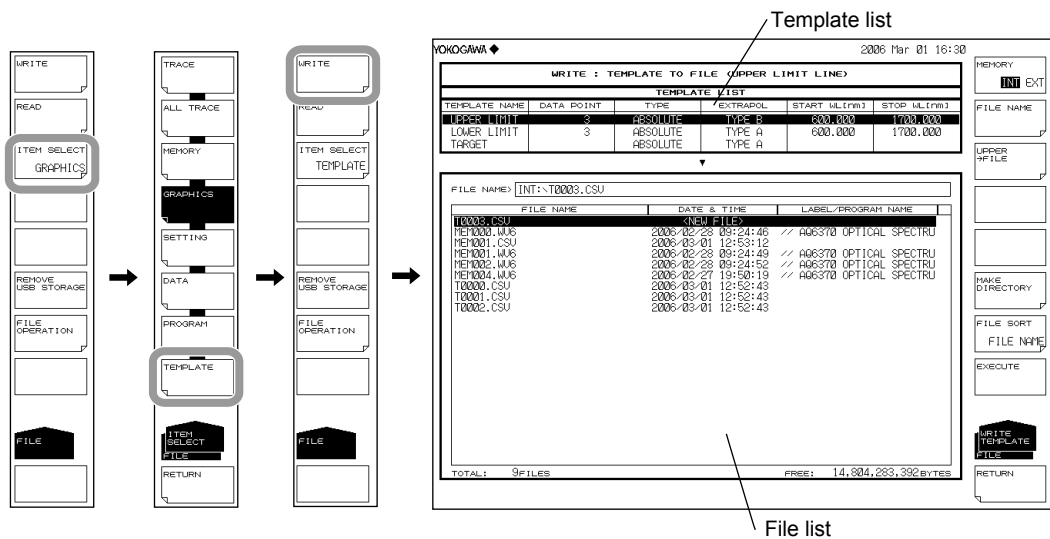 Template list
WRITE
READ
ITEM SELECT
GRAPHICS
REMOVE
USB STORAGE
FILE
OPERATION
FILE
TRACE
ALL TRACE
MEMORY
GRAPHICS
SETTING
DATA
PROGRAM
TEMPLATE
ITEM
SELECT
FILE
RETURN
WRITE
READ
ITEM SELECT
TEMPLATE
REMOVE
USB STORAGE
FILE
OPERATION
FILE
YOKOGAWA 2006 Mar 01 16:30
WRITE : TEMPLATE TO FILE (UPPER LIMIT LINE)
TEMPLATE LIST
TEMPLATE NAME DATA POINT TYPE EXTRAPOL START WL[nm] STOP WL[nm]
UPPER LIMIT 3 ABSOLUTE TYPE B 600.000 1700.000
LOWER LIMIT 3 ABSOLUTE TYPE A 600.000 1700.000
TARGET ABSOLUTE TYPE A
FILE NAME> INT:\T0003.CSV
FILE NAME DATE & TIME LABEL/PROGRAM NAME
T0003.CSV <NEW FILE>
MEM000.WV6 2006/02/28 09:24:46 // AQ6370 OPTICAL SPECTRU
MEM001.CSV 2006/03/01 12:53:12
MEM001.WV6 2006/02/28 09:24:49 // AQ6370 OPTICAL SPECTRU
MEM002.WV6 2006/02/28 09:24:52 // AQ6370 OPTICAL SPECTRU
MEM004.WV6 2006/02/27 19:50:19 // AQ6370 OPTICAL SPECTRU
T0000.CSV 2006/03/01 12:52:43
T0001.CSV 2006/03/01 12:52:43
T0002.CSV 2006/03/01 12:52:43
TOTAL: 9FILES FREE: 14,804,283,392BYTES
MEMORY
INT EXT
FILE NAME
UPPER
→FILE
MAKE
DIRECTORY
FILE SORT
FILE NAME
EXECUTE
WRITE
TEMPLATE
FILE
RETURN
File list